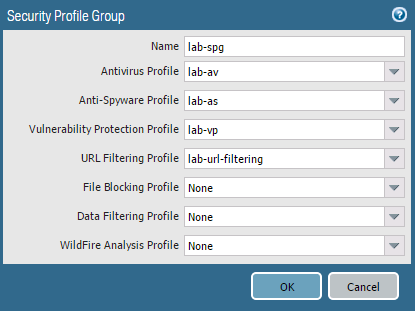 Security Profile Group
Name lab-spg
Antivirus Profile lab-av
Anti-Spyware Profile lab-as
Vulnerability Protection Profile lab-vp
URL Filtering Profile lab-url-filtering
File Blocking Profile None
Data Filtering Profile None
WildFire Analysis Profile None
OK Cancel